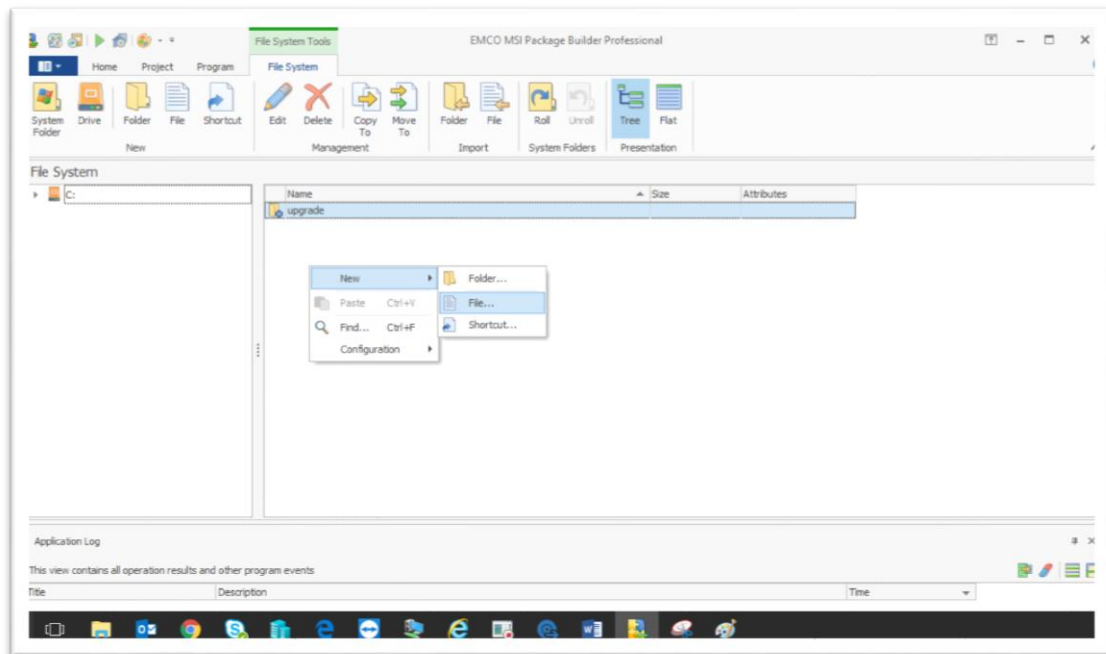 File System Tools
EMCO MSI Package Builder Professional
Home Project Program File System
System Folder Drive Folder File Shortcut Edit Delete Copy To Move To Folder File Roll Unroll Tree Flat
New Management Import System Folders Presentation
File System
C:
Name Size Attributes
upgrade
New Folder...
Paste Ctrl+V File...
Find... Ctrl+F Shortcut...
Configuration
Application Log
This view contains all operation results and other program events
Title Description Time